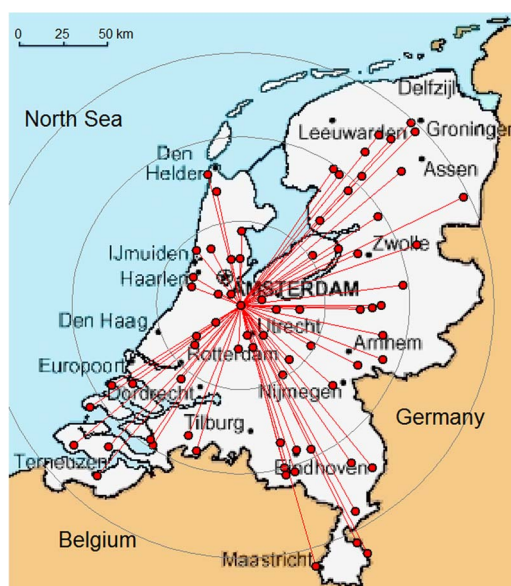 0 25 50 km
North Sea
Delfzijl
Leeuwarden
Groningen
Den
Helder
Assen
IJmuiden
Zwolle
Haarlem
AMSTERDAM
Den Haag
Utrecht
Arnhem
Rotterdam
Europoort
Dordrecht
Nijmegen
Tilburg
Germany
Terneuzen
Eindhoven
Belgium
Maastricht